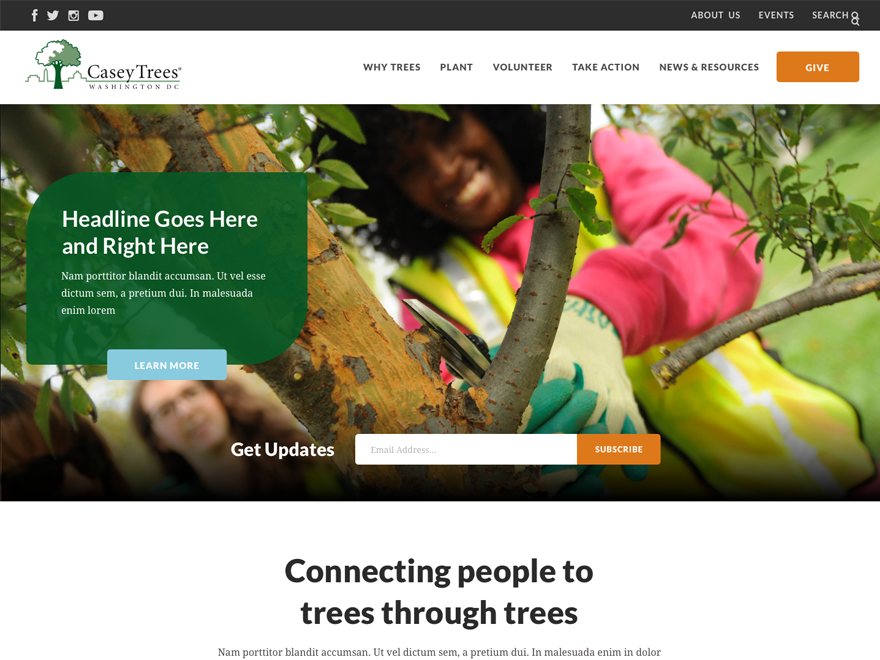 ABOUT US EVENTS SEARCH
CaseyTrees®
WASHINGTON DC
WHY TREES PLANT VOLUNTEER TAKE ACTION NEWS & RESOURCES GIVE
Headline Goes Here
and Right Here
Nam porttitor blandit accumsan. Ut vel esse
dictum sem, a pretium dui. In malesuada
enim lorem
LEARN MORE
Get Updates
Email Address...
SUBSCRIBE
Connecting people to
trees through trees
Nam porttitor blandit accumsan. Ut vel dictum sem, a pretium dui. In malesuada enim in dolor